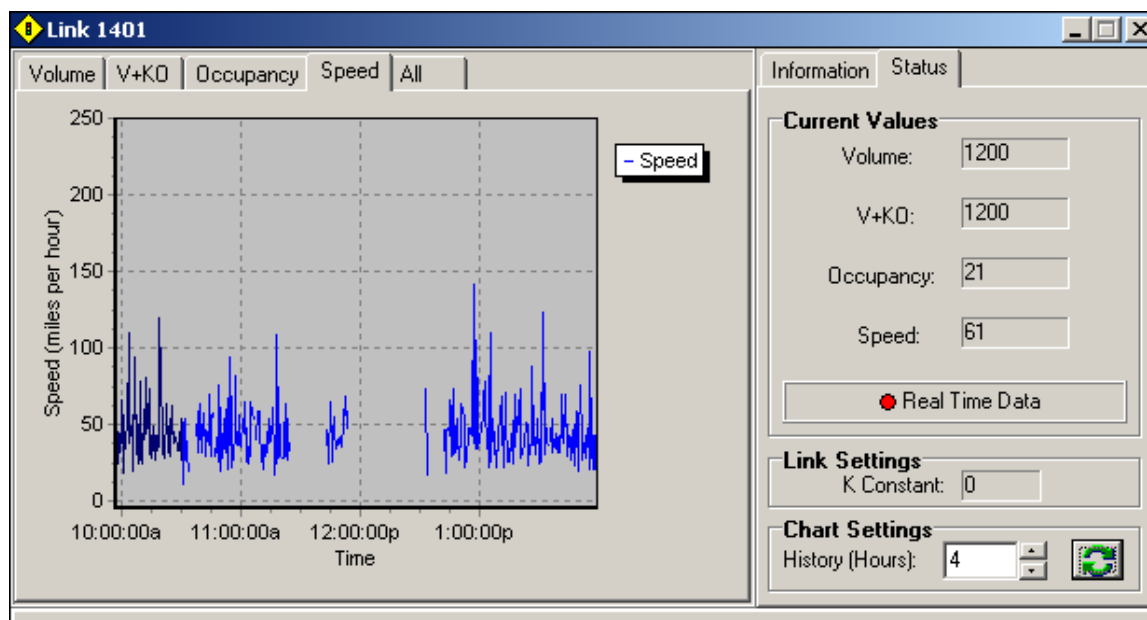 Link 1401
Volume V+KO Occupancy Speed All
Information Status
250
200
150
100
50
0
Speed (miles per hour)
10:00:00a 11:00:00a 12:00:00p 1:00:00p
Time
Speed
Current Values
Volume: 1200
V+KO: 1200
Occupancy: 21
Speed: 61
Real Time Data
Link Settings
K Constant: 0
Chart Settings
History (Hours): 4